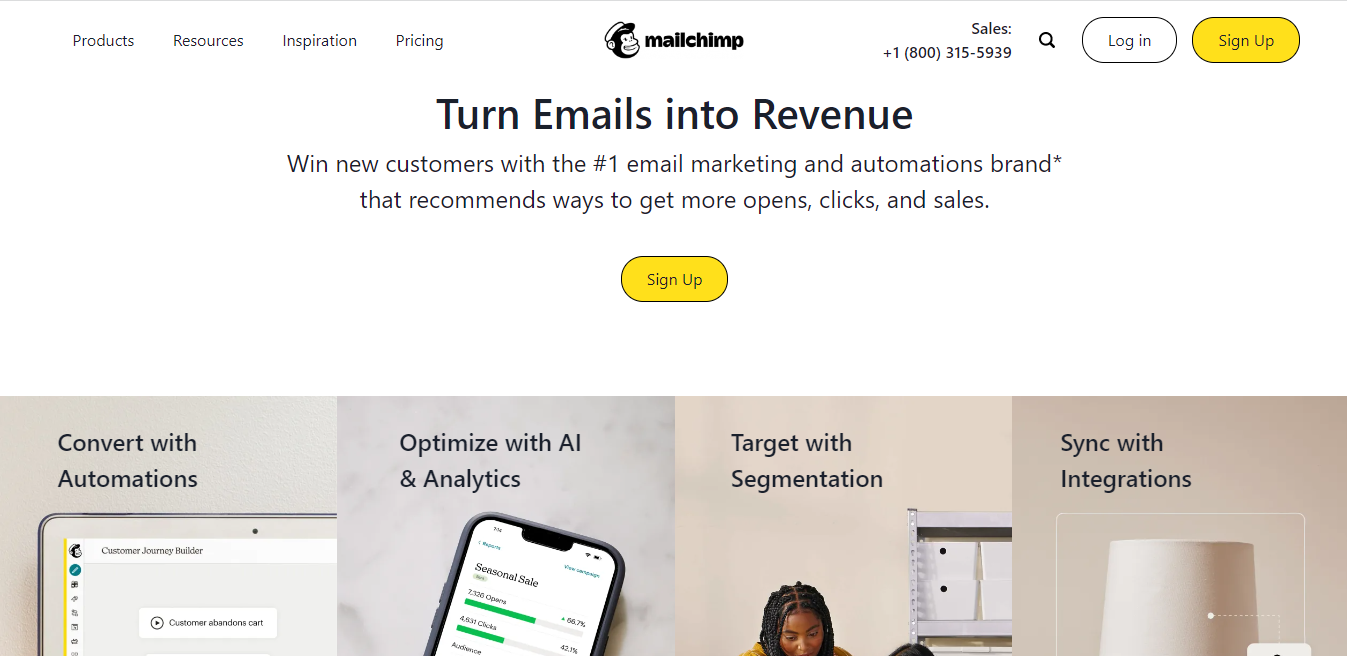 Products
Resources
Inspiration
Pricing
mailchimp
Sales:
+1 (800) 315-5939
Log in
Sign Up
Turn Emails into Revenue
Win new customers with the #1 email marketing and automations brand*
that recommends ways to get more opens, clicks, and sales.
Sign Up
Convert with
Automations
Customer Journey Builder
Customer abandons cart
Optimize with AI
& Analytics
7:14
Reports
View campaign
Seasonal Sale
7,326 Opens
66.7%
4,631 Clicks
42.1%
Audience
Target with
Segmentation
Sync with
Integrations